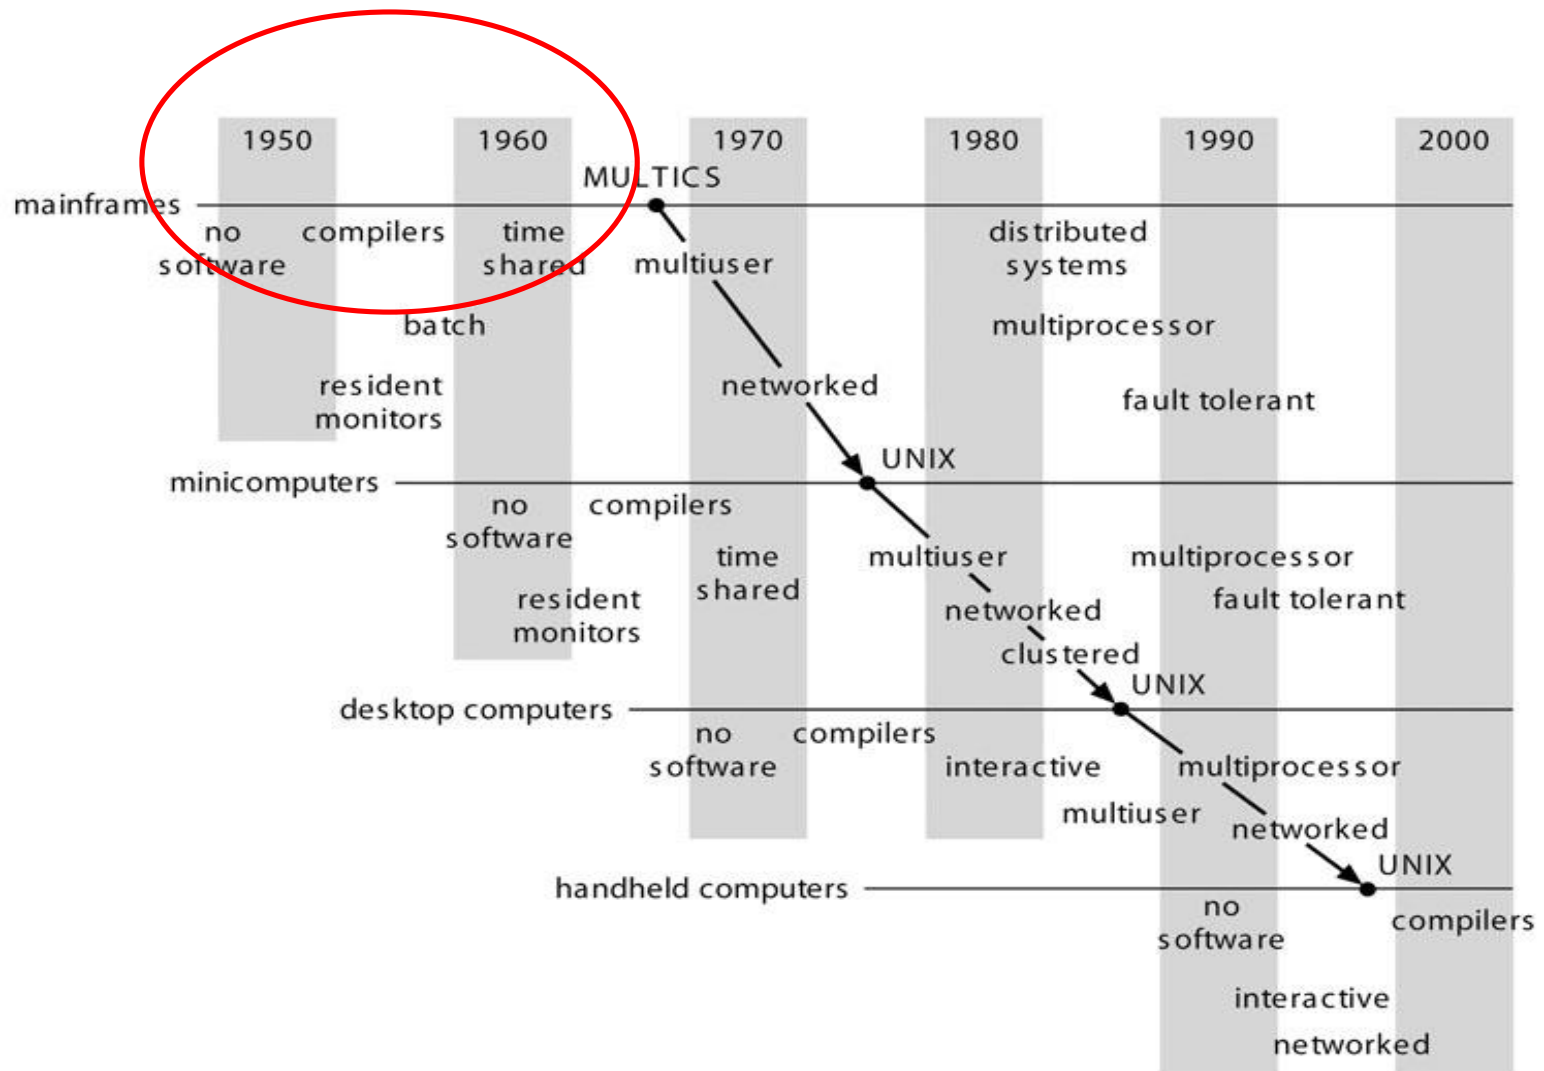 1950 1960 1970 1980 1990 2000
MULTICS
mainframes
no compilers time distributed
software shared multiuser systems
batch multiprocessor
resident networked
monitors fault tolerant
UNIX
minicomputers
no compilers
software
time multiuser multiprocessor
shared
resident networked fault tolerant
monitors
clustered
UNIX
desktop computers
no compilers
software interactive multiprocessor
multiuser
networked
UNIX
handheld computers
no compilers
software
interactive
networked